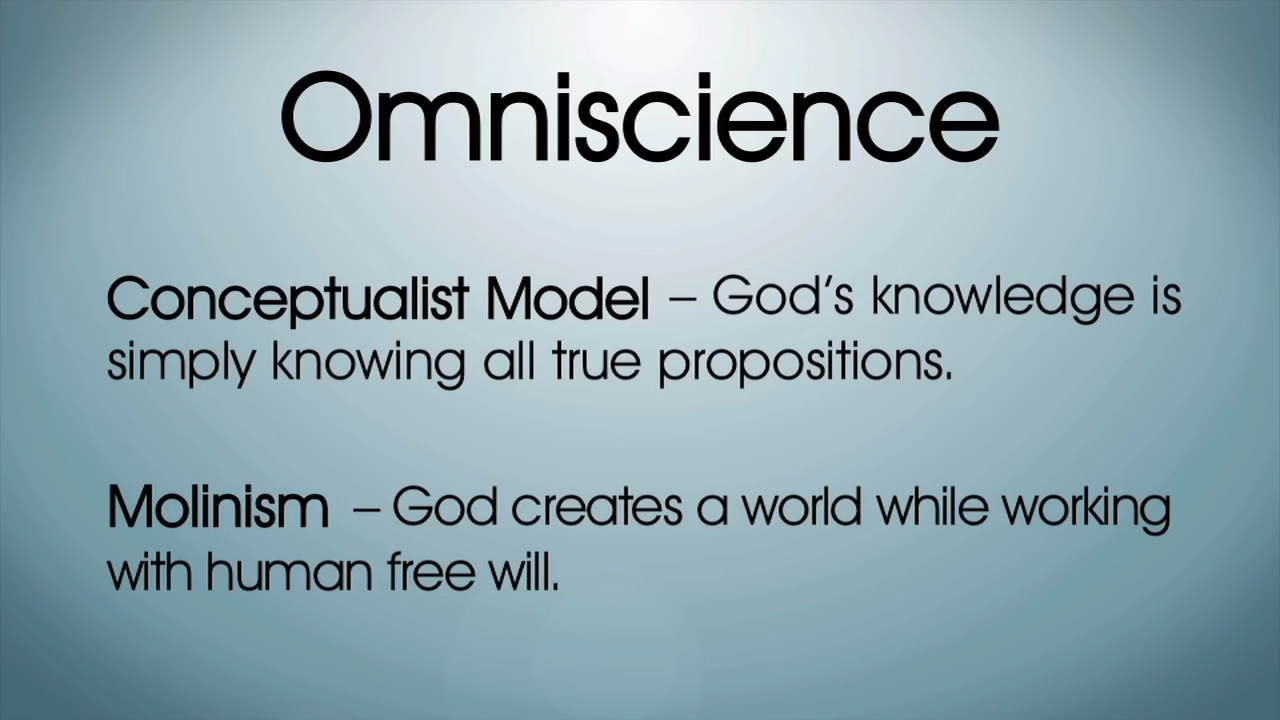 Omniscience
Conceptualist Model – God's knowledge is
simply knowing all true propositions.
Molinism – God creates a world while working
with human free will.